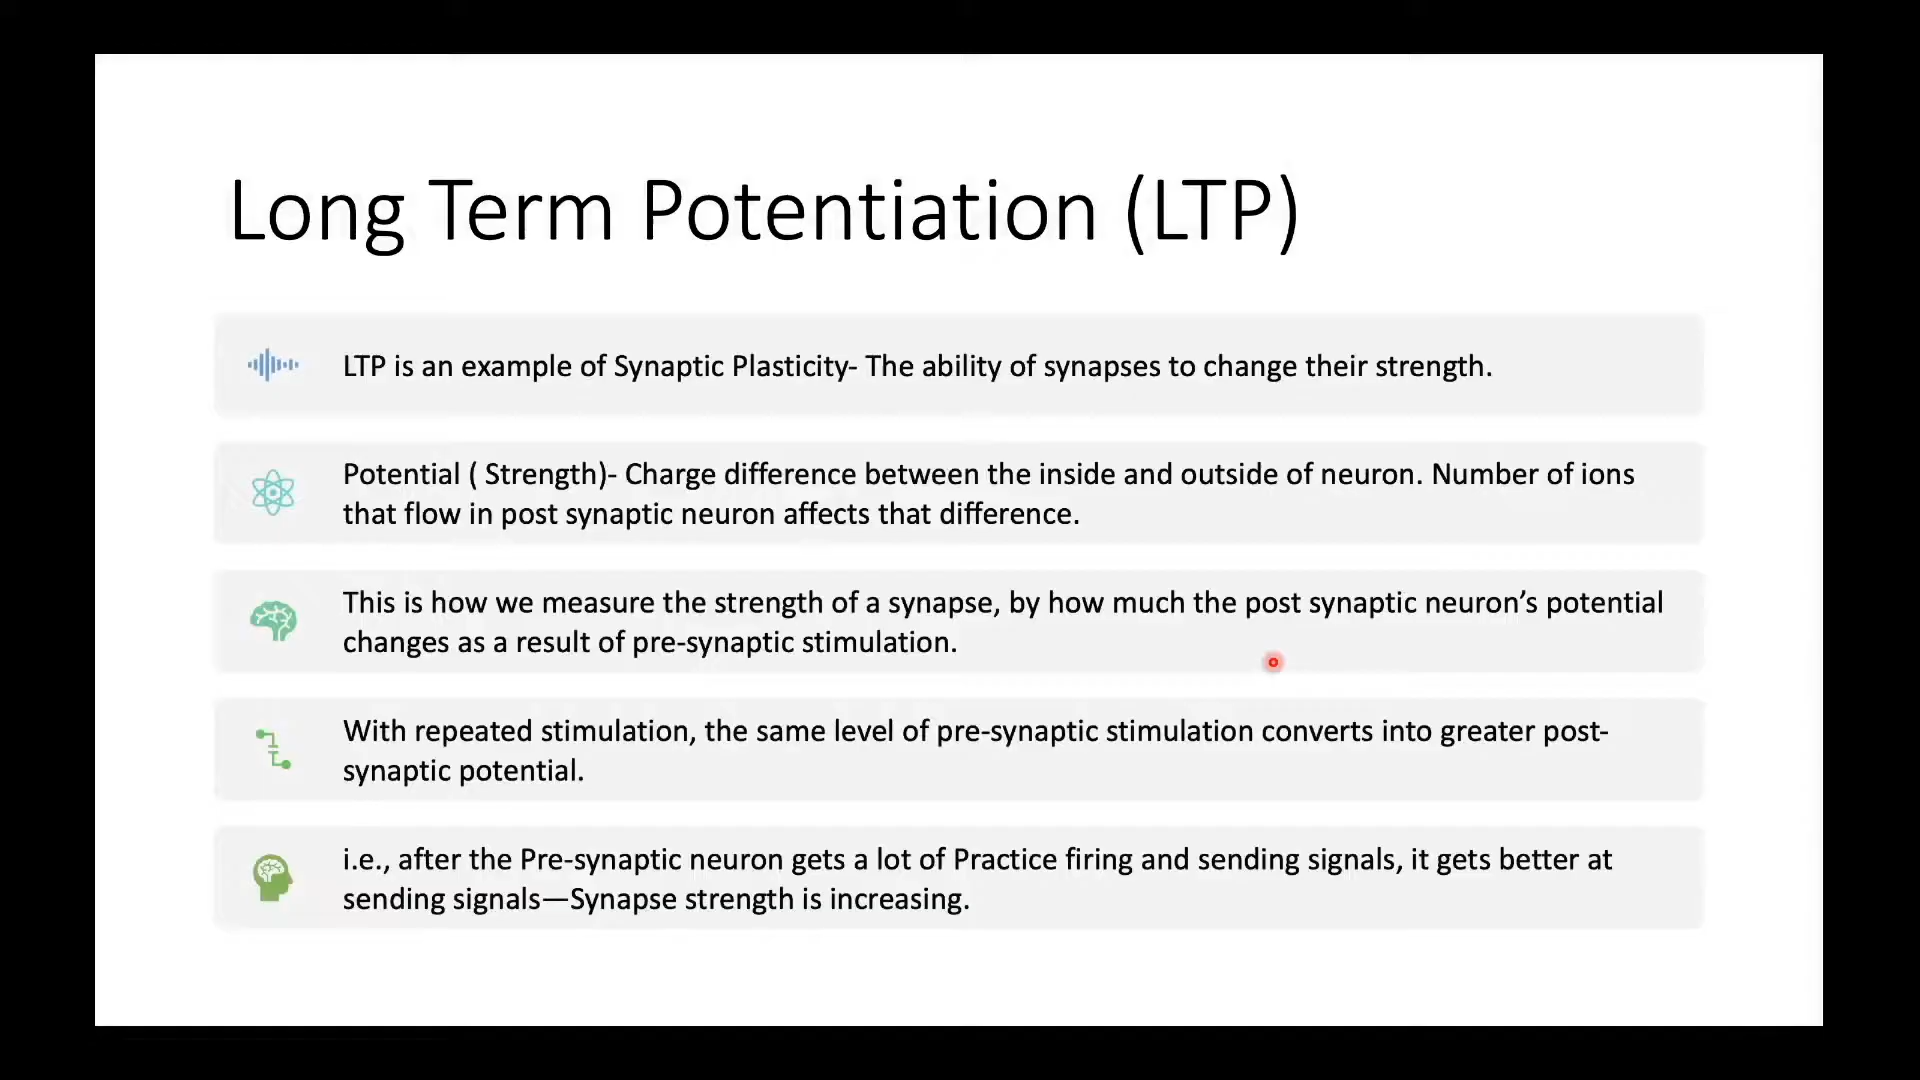 Long Term Potentiation (LTP)
LTP is an example of Synaptic Plasticity- The ability of synapses to change their strength.
Potential ( Strength)- Charge difference between the inside and outside of neuron. Number of ions
that flow in post synaptic neuron affects that difference.
This is how we measure the strength of a synapse, by how much the post synaptic neuron’s potential
changes as a result of pre-synaptic stimulation.
With repeated stimulation, the same level of pre-synaptic stimulation converts into greater post-
synaptic potential.
i.e., after the Pre-synaptic neuron gets a lot of Practice firing and sending signals, it gets better at
sending signals—Synapse strength is increasing.